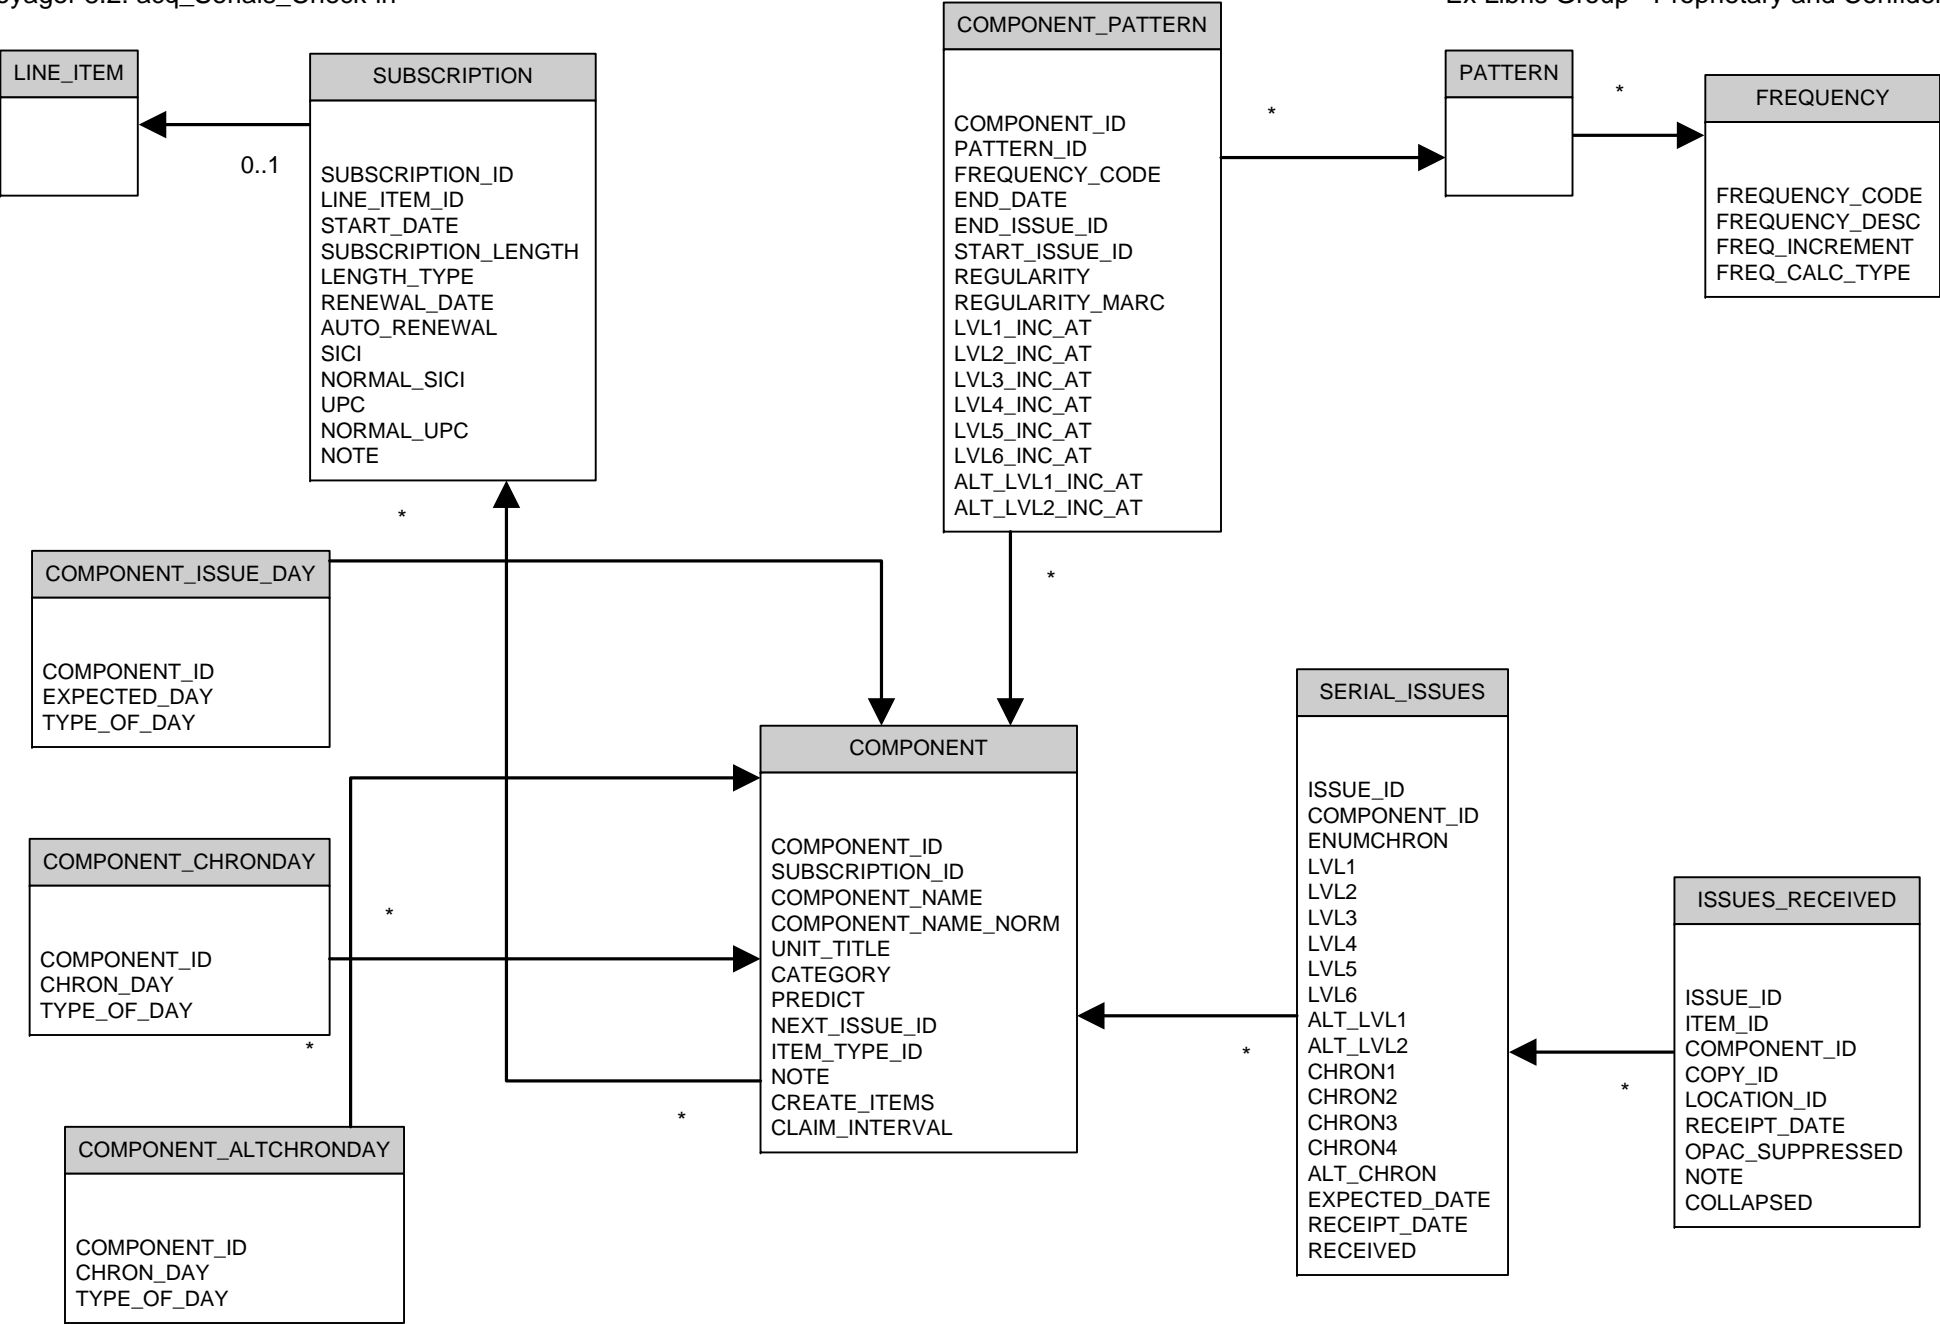 COMPONENT_PATTERN
COMPONENT_ID
PATTERN_ID
FREQUENCY_CODE
END_DATE
END_ISSUE_ID
START_ISSUE_ID
REGULARITY
REGULARITY_MARC
LVL1_INC_AT
LVL2_INC_AT
LVL3_INC_AT
LVL4_INC_AT
LVL5_INC_AT
LVL6_INC_AT
ALT_LVL1_INC_AT
ALT_LVL2_INC_AT
LINE_ITEM
0..1
SUBSCRIPTION
SUBSCRIPTION_ID
LINE_ITEM_ID
START_DATE
SUBSCRIPTION_LENGTH
LENGTH_TYPE
RENEWAL_DATE
AUTO_RENEWAL
SICI
NORMAL_SICI
UPC
NORMAL_UPC
NOTE
*
PATTERN
*
FREQUENCY
FREQUENCY_CODE
FREQUENCY_DESC
FREQ_INCREMENT
FREQ_CALC_TYPE
*
*
COMPONENT_ISSUE_DAY
COMPONENT_ID
EXPECTED_DAY
TYPE_OF_DAY
COMPONENT_CHRONDAY
COMPONENT_ID
CHRON_DAY
TYPE_OF_DAY
*
*
COMPONENT_ALTCHRONDAY
COMPONENT_ID
CHRON_DAY
TYPE_OF_DAY
COMPONENT
COMPONENT_ID
SUBSCRIPTION_ID
COMPONENT_NAME
COMPONENT_NAME_NORM
UNIT_TITLE
CATEGORY
PREDICT
NEXT_ISSUE_ID
ITEM_TYPE_ID
NOTE
CREATE_ITEMS
CLAIM_INTERVAL
*
*
SERIAL_ISSUES
ISSUE_ID
COMPONENT_ID
ENUMCHRON
LVL1
LVL2
LVL3
LVL4
LVL5
LVL6
ALT_LVL1
ALT_LVL2
CHRON1
CHRON2
CHRON3
CHRON4
ALT_CHRON
EXPECTED_DATE
RECEIPT_DATE
RECEIVED
*
ISSUES_RECEIVED
ISSUE_ID
ITEM_ID
COMPONENT_ID
COPY_ID
LOCATION_ID
RECEIPT_DATE
OPAC_SUPPRESSED
NOTE
COLLAPSED